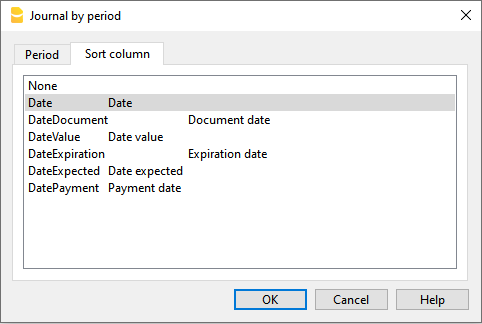 Journal by period
Period Sort column
None
Date Date
DateDocument Document date
DateValue Date value
DateExpiration Expiration date
DateExpected Date expected
DatePayment Payment date
OK Cancel Help